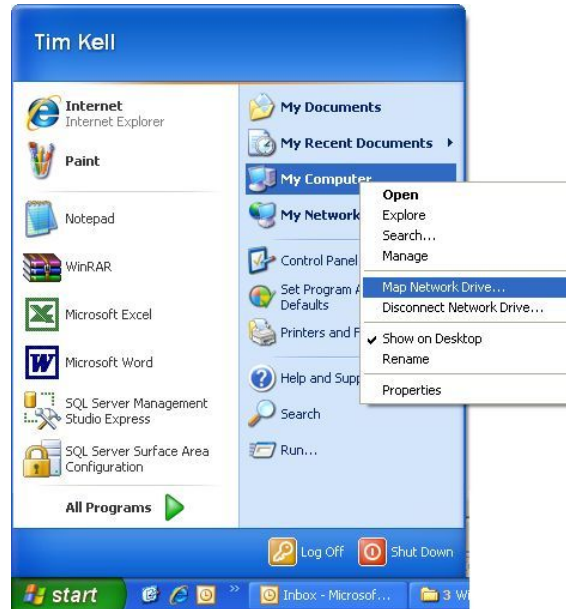 Tim Kell
Internet
Internet Explorer
Paint
Notepad
WinRAR
Microsoft Excel
Microsoft Word
SQL Server Management
Studio Express
SQL Server Surface Area
Configuration
All Programs
My Documents
My Recent Documents
My Computer
My Network
Control Panel
Set Program
Defaults
Printers and
Help and
Search
Run...
Open
Explore
Search...
Manage
Map Network Drive...
Disconnect Network Drive...
Show on Desktop
Rename
Properties
Log Off
Shut Down
start
Inbox - Microsof...
3